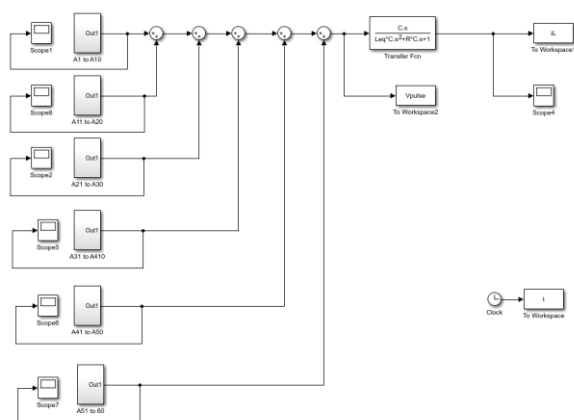 Out1
Scope1
A1 to A10
C.s
Leq*C.s²+R*C.s+1
Transfer Fcn
iL
To Workspace1
Out1
Scope8
A11 to A20
Vpulse
To Workspace2
Scope4
Out1
Scope2
A21 to A30
Out1
Scope5
A31 to A410
Out1
Scope6
A41 to A50
Clock
t
To Workspace
Out1
Scope7
A51 to 60